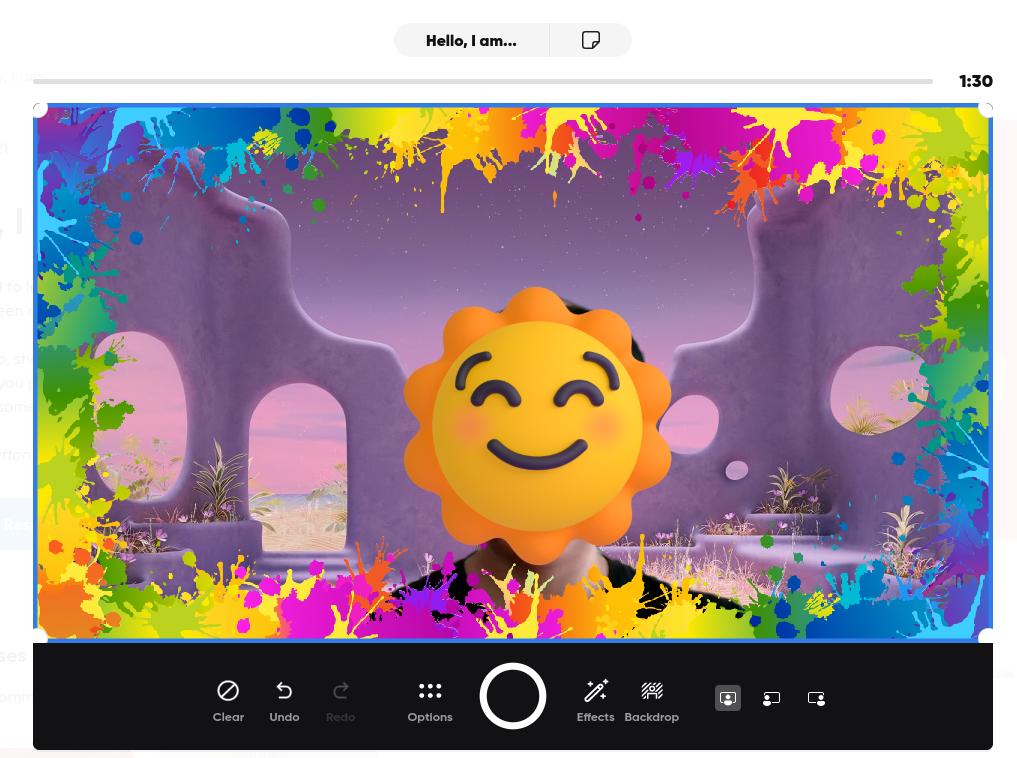 Hello, I am...
1:30
Clear
Undo
Redo
Options
Effects
Backdrop